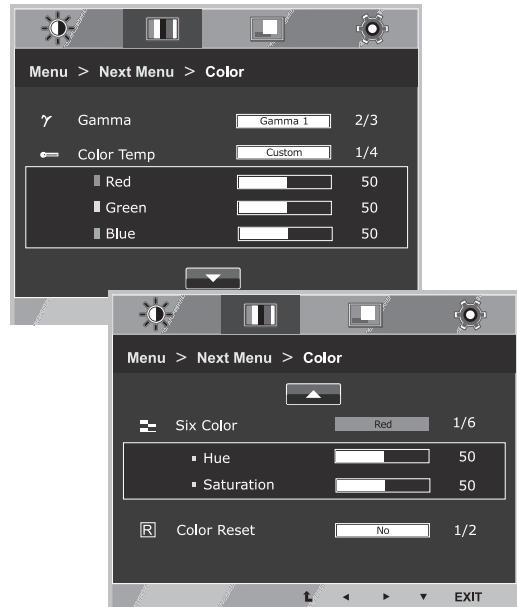 Menu > Next Menu > Color
γ Gamma Gamma 1 2/3
Color Temp Custom 1/4
Red 50
Green 50
Blue 50
Menu > Next Menu > Color
Six Color Red 1/6
Hue 50
Saturation 50
R Color Reset No 1/2
EXIT